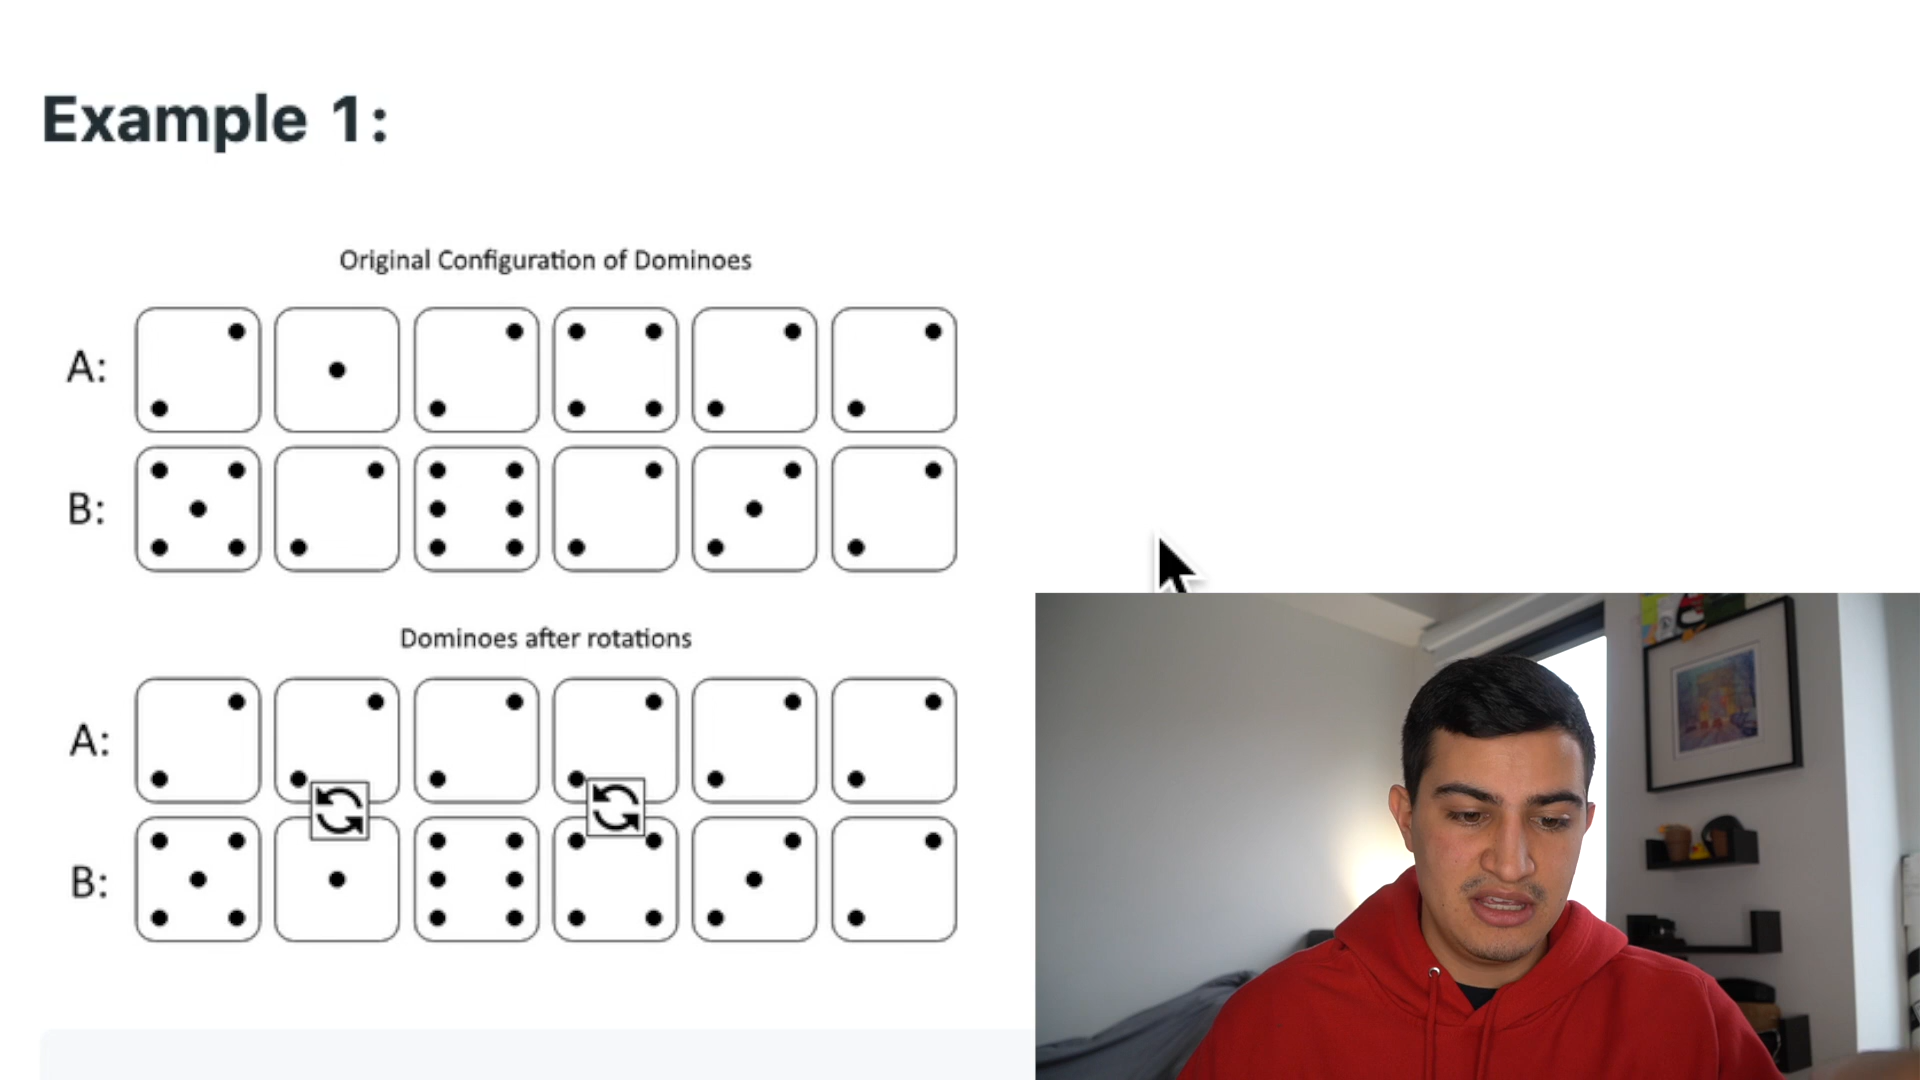 Example 1:
Original Configuration of Dominoes
A:
B:
Dominoes after rotations
A:
B: